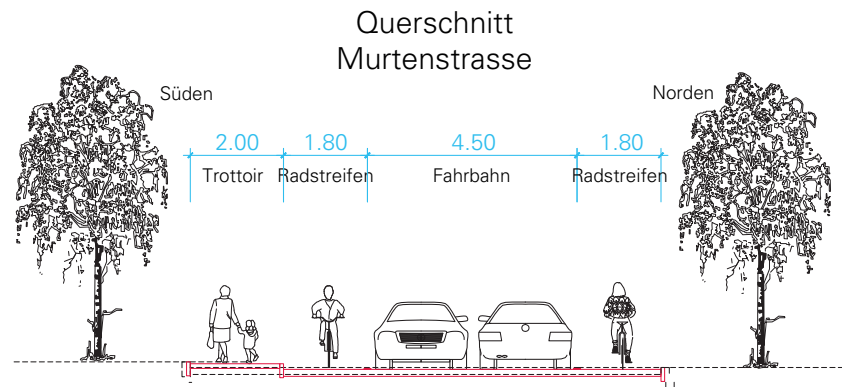 Querschnitt
Murtenstrasse
Süden
Norden
2.00 1.80 4.50 1.80
Trottoir Radstreifen Fahrbahn Radstreifen